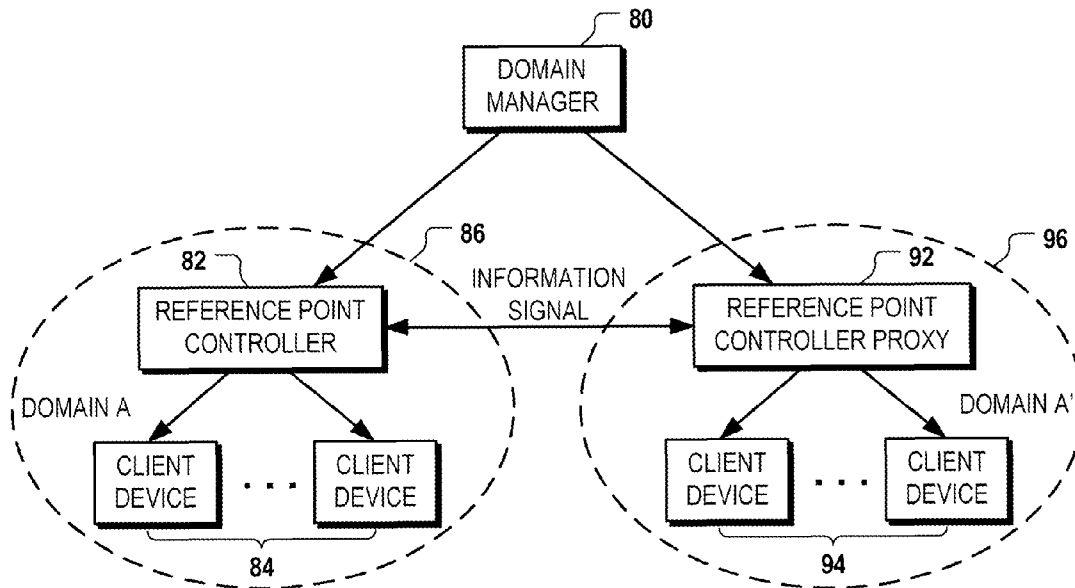 80
DOMAIN
MANAGER
86
82
INFORMATION
SIGNAL
92
96
REFERENCE POINT
CONTROLLER
REFERENCE POINT
CONTROLLER PROXY
DOMAIN A
DOMAIN A'
CLIENT
DEVICE
. . .
CLIENT
DEVICE
CLIENT
DEVICE
. . .
CLIENT
DEVICE
84
94